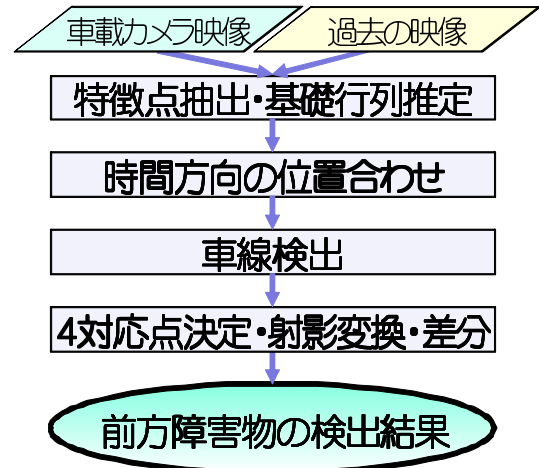 車載カメラ映像
過去の映像
特徴点抽出・基礎行列推定
時間方向の位置合わせ
車線検出
4対応点決定・射影変換・差分
前方障害物の検出結果